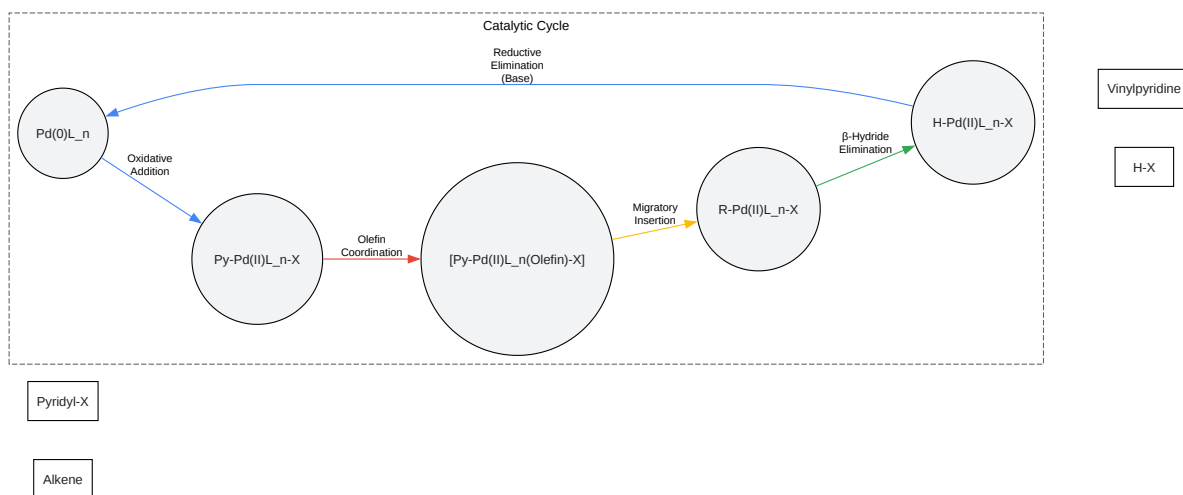 Catalytic Cycle
Reductive
Elimination
(Base)
Pd(0)L_n
Oxidative
Addition
Py-Pd(II)L_n-X
Olefin
Coordination
[Py-Pd(II)L_n(Olefin)-X]
Migratory
Insertion
R-Pd(II)L_n-X
β-Hydride
Elimination
H-Pd(II)L_n-X
Vinylpyridine
H-X
Pyridyl-X
Alkene